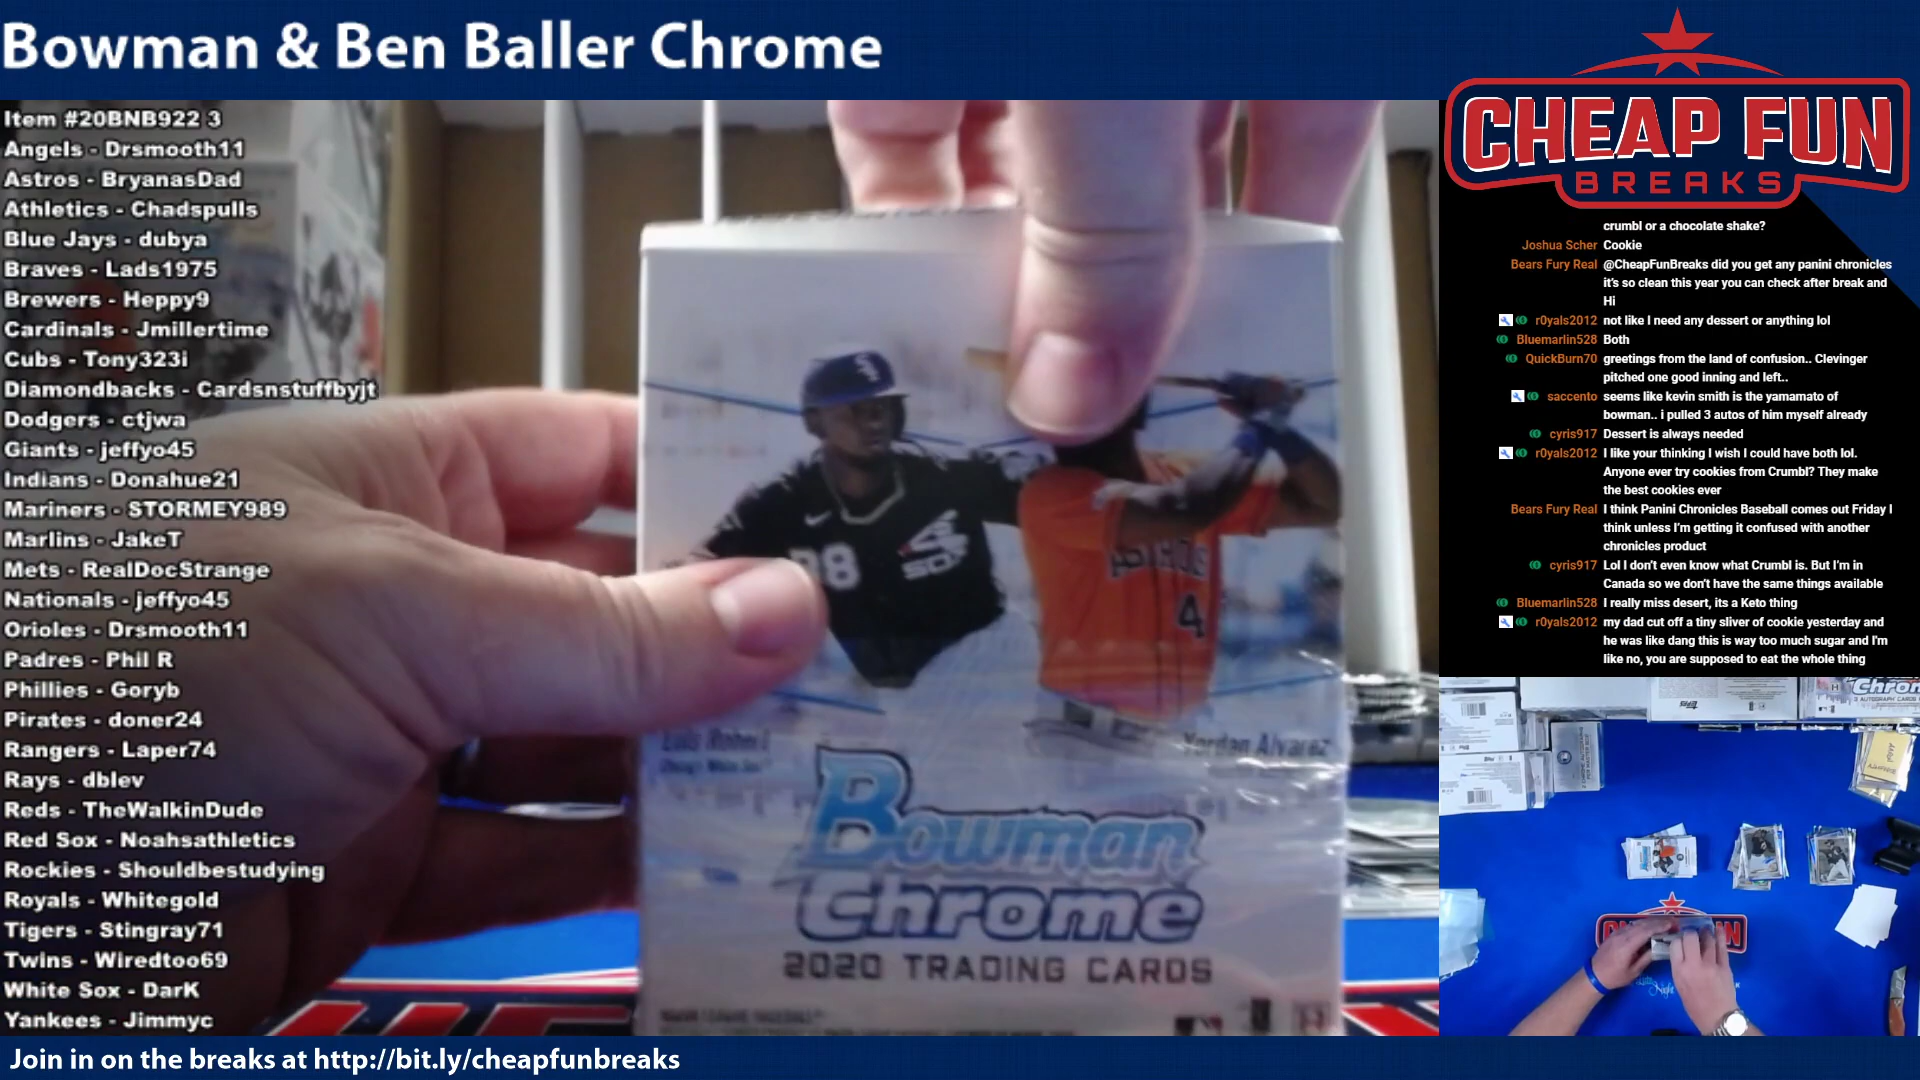 Bowman & Ben Baller Chrome
Item #20BNB922 3
Angels - Drsmooth11
Astros - BryanasDad
Athletics - Chadspulls
Blue Jays - dubya
Braves - Lads1975
Brewers - Heppy9
Cardinals - Jmillertime
Cubs - Tony323i
Diamondbacks - Cardsnstuffbyjt
Dodgers - ctjwa
Giants - jeffyo45
Indians - Donahue21
Mariners - STORMEY989
Marlins - JakeT
Mets - RealDocStrange
Nationals - jeffyo45
Orioles - Drsmooth11
Padres - Phil R
Phillies - Goryb
Pirates - doner24
Rangers - Laper74
Rays - dblev
Reds - TheWalkinDude
Red Sox - Noahsathletics
Rockies - Shouldbestudying
Royals - Whitegold
Tigers - Stingray71
Twins - Wiredtoo69
White Sox - DarK
Yankees - Jimmyc
88
SOX
ASTROS
4
Luis Robert
Yordan Alvarez
Bowman
Chrome
2020 TRADING CARDS
CHEAP FUN
BREAKS
crumbl or a chocolate shake?
Joshua Scher Cookie
Bears Fury Real @CheapFunBreaks did you get any panini chronicles
it's so clean this year you can check after break and
Hi
r0yals2012 not like I need any dessert or anything lol
Bluemarlin528 Both
QuickBurn70 greetings from the land of confusion.. Clevinger
pitched one good inning and left..
saccento seems like kevin smith is the yamamato of
bowman.. i pulled 3 autos of him myself already
cyris917 Dessert is always needed
r0yals2012 I like your thinking I wish I could have both lol.
Anyone ever try cookies from Crumbl? They make
the best cookies ever
Bears Fury Real I think Panini Chronicles Baseball comes out Friday I
think unless I'm getting it confused with another
chronicles product
cyris917 Lol I don't even know what Crumbl is. But I'm in
Canada so we don't have the same things available
Bluemarlin528 I really miss desert, its a Keto thing
r0yals2012 my dad cut off a tiny sliver of cookie yesterday and
he was like dang this is way too much sugar and I'm
like no, you are supposed to eat the whole thing
Join in on the breaks at http://bit.ly/cheapfunbreaks